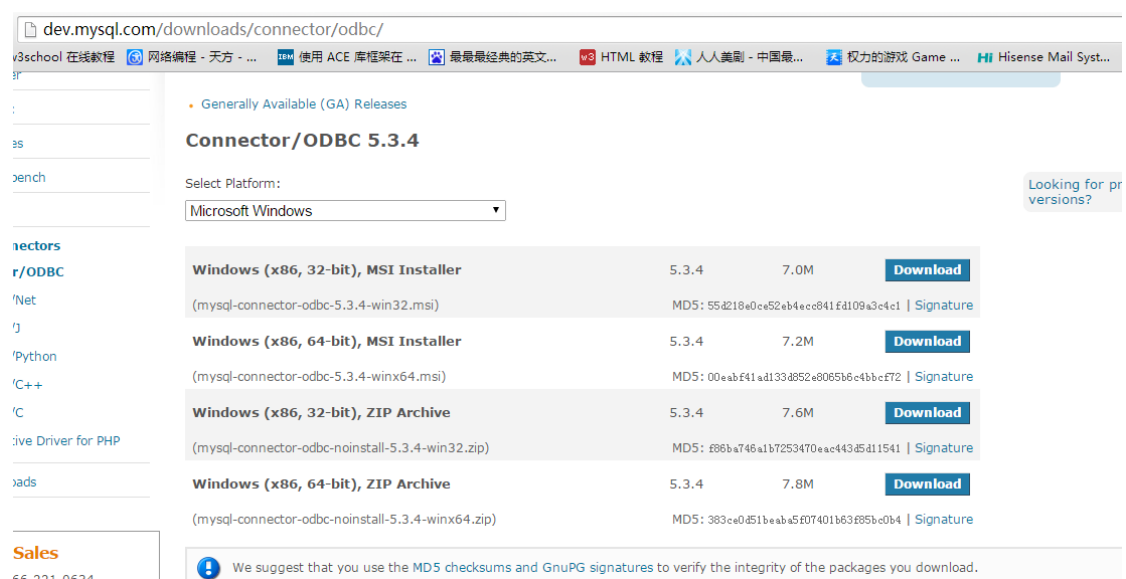 dev.mysql.com/downloads/connector/odbc/
w3school 在线教程 网络编程 - 天方 - ... IBM 使用 ACE 库框架在 ... 最最最经典的英文... w3 HTML 教程 人人美剧 - 中国最... 天 权力的游戏 Game ... Hi Hisense Mail Syst...
er
es
bench
nectors
r/ODBC
/Net
/J
/Python
/C++
/C
tive Driver for PHP
oads
Sales
66-221-0634
Generally Available (GA) Releases
Connector/ODBC 5.3.4
Select Platform:
Microsoft Windows
Looking for pr
versions?
Windows (x86, 32-bit), MSI Installer 5.3.4 7.0M Download
(mysql-connector-odbc-5.3.4-win32.msi) MD5: 55d218e0ce52eb4ecc841fd109a3c4c1 | Signature
Windows (x86, 64-bit), MSI Installer 5.3.4 7.2M Download
(mysql-connector-odbc-5.3.4-winx64.msi) MD5: 00eabf41ad133d852e8065b6c4bbcf72 | Signature
Windows (x86, 32-bit), ZIP Archive 5.3.4 7.6M Download
(mysql-connector-odbc-noinstall-5.3.4-win32.zip) MD5: f86ba746a1b7253470eac443d5d11541 | Signature
Windows (x86, 64-bit), ZIP Archive 5.3.4 7.8M Download
(mysql-connector-odbc-noinstall-5.3.4-winx64.zip) MD5: 383ce0d51beaba5f07401b63f85bc0b4 | Signature
We suggest that you use the MD5 checksums and GnuPG signatures to verify the integrity of the packages you download.